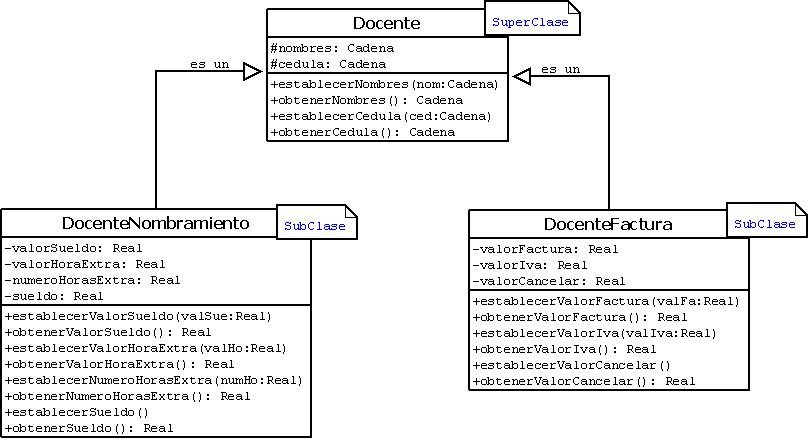 Docente
SuperClase
#nombres: Cadena
#cedula: Cadena
+establecerNombres(nom:Cadena)
+obtenerNombres(): Cadena
+establecerCedula(ced:Cadena)
+obtenerCedula(): Cadena
es un
es un
DocenteNombramiento
SubClase
-valorSueldo: Real
-valorHoraExtra: Real
-numeroHorasExtra: Real
-sueldo: Real
+establecerValorSueldo(valSue:Real)
+obtenerValorSueldo(): Real
+establecerValorHoraExtra(valHo:Real)
+obtenerValorHoraExtra(): Real
+establecerNumeroHorasExtra(numHo:Real)
+obtenerNumeroHorasExtra(): Real
+establecerSueldo()
+obtenerSueldo(): Real
DocenteFactura
SubClase
-valorFactura: Real
-valorIva: Real
-valorCancelar: Real
+establecerValorFactura(valFa:Real)
+obtenerValorFactura(): Real
+establecerValorIva(valIva:Real)
+obtenerValorIva(): Real
+establecerValorCancelar()
+obtenerValorCancelar(): Real